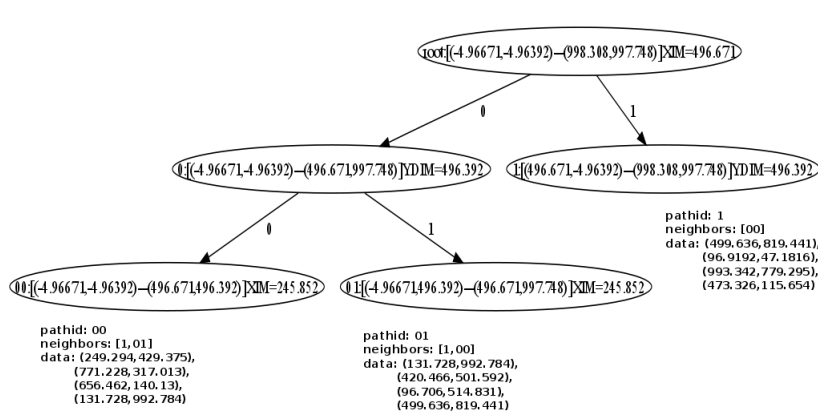 root:[(-4.96671,-4.96392)--(998.308,997.748)]XIM=496.671
0
1
0:[(-4.96671,-4.96392)--(496.671,997.748)]YDIM=496.392
1:[(496.671,-4.96392)--(998.308,997.748)]YDIM=496.392
0
1
pathid: 1
neighbors: [00]
data: (499.636,819.441),
(96.9192,47.1816),
(993.342,779.295),
(473.326,115.654)
00:[(-4.96671,-4.96392)--(496.671,496.392)]XIM=245.852
01:[(-4.96671,496.392)--(496.671,997.748)]XIM=245.852
pathid: 00
neighbors: [1,01]
data: (249.294,429.375),
(771.228,317.013),
(656.462,140.13),
(131.728,992.784)
pathid: 01
neighbors: [1,00]
data: (131.728,992.784),
(420.466,501.592),
(96.706,514.831),
(499.636,819.441)